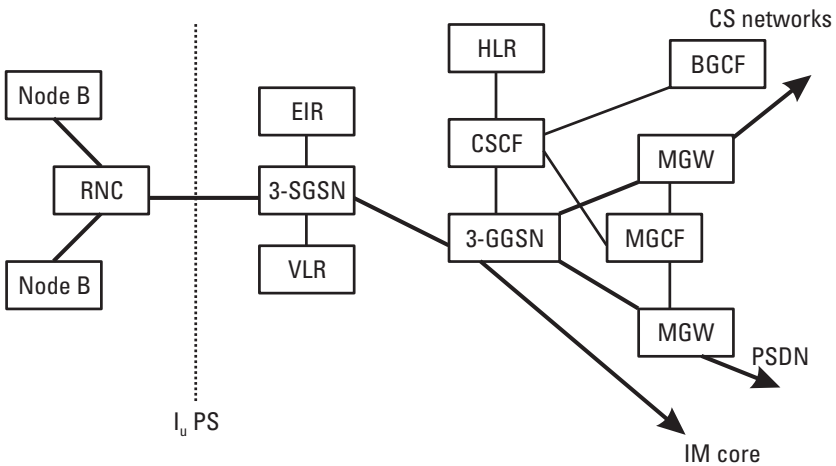 CS networks
HLR
BGCF
Node B
EIR
CSCF
MGW
RNC
3-SGSN
3-GGSN
MGCF
Node B
VLR
MGW
PSDN
Iu PS
IM core